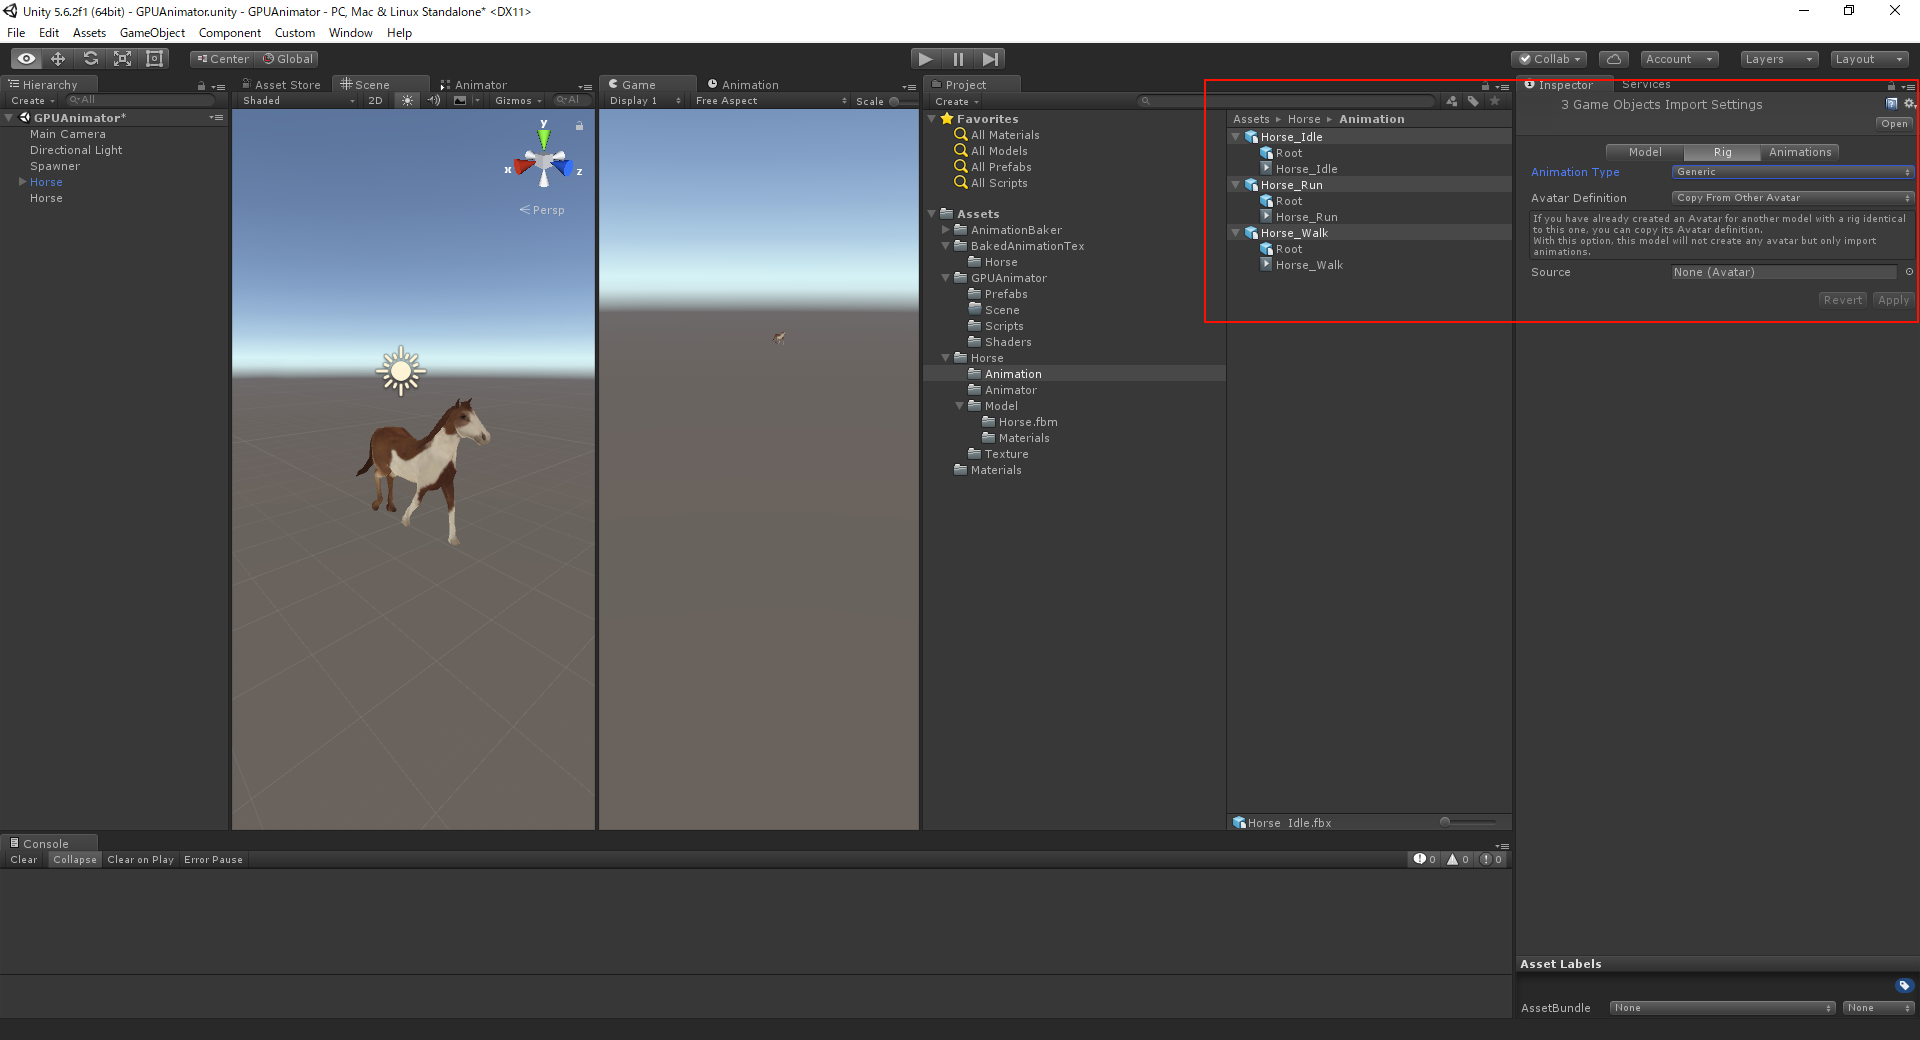 Unity 5.6.2f1 (64bit) - GPUAnimator.unity - GPUAnimator - PC, Mac & Linux Standalone* <DX11>
File Edit Assets GameObject Component Custom Window Help
Center Global Collab Account Layers Layout
Hierarchy
Create All
GPUAnimator*
Main Camera
Directional Light
Spawner
Horse
Horse
Asset Store Scene Animator
Shaded 2D Gizmos All
y
x
z
Persp
Game Animation
Display 1 Free Aspect Scale
Project
Create
Favorites
All Materials
All Models
All Prefabs
All Scripts
Assets
AnimationBaker
BakedAnimationTex
Horse
GPUAnimator
Prefabs
Scene
Scripts
Shaders
Horse
Animation
Animator
Model
Horse.fbm
Materials
Texture
Materials
Assets Horse Animation
Horse_Idle
Root
Horse_Idle
Horse_Run
Root
Horse_Run
Horse_Walk
Root
Horse_Walk
Horse_Idle.fbx
Inspector Services
3 Game Objects Import Settings
Open
Model Rig Animations
Animation Type Generic
Avatar Definition Copy From Other Avatar
If you have already created an Avatar for another model with a rig identical
to this one, you can copy its Avatar definition.
With this option, this model will not create any avatar but only import
animations.
Source None (Avatar)
Revert Apply
Console
Clear Collapse Clear on Play Error Pause
0 0 0
Asset Labels
AssetBundle None None